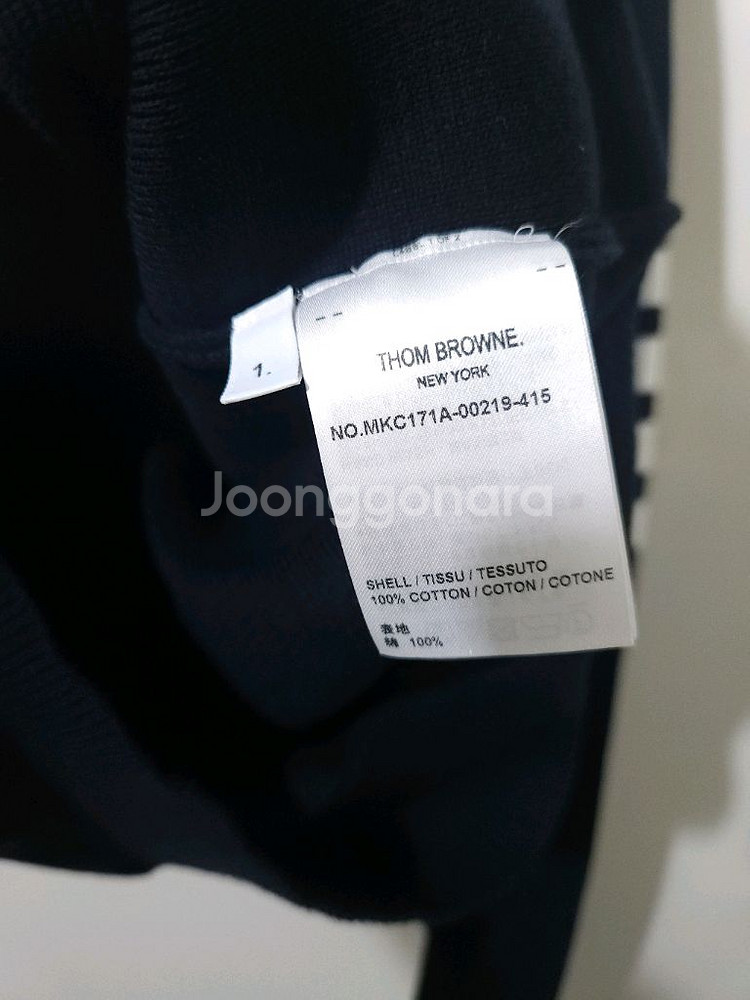 1.
THOM BROWNE.
NEW YORK
NO.MKC171A-00219-415
Joonggonara
SHELL / TISSU / TESSUTO
100% COTTON / COTON / COTONE
表地
綿 100%